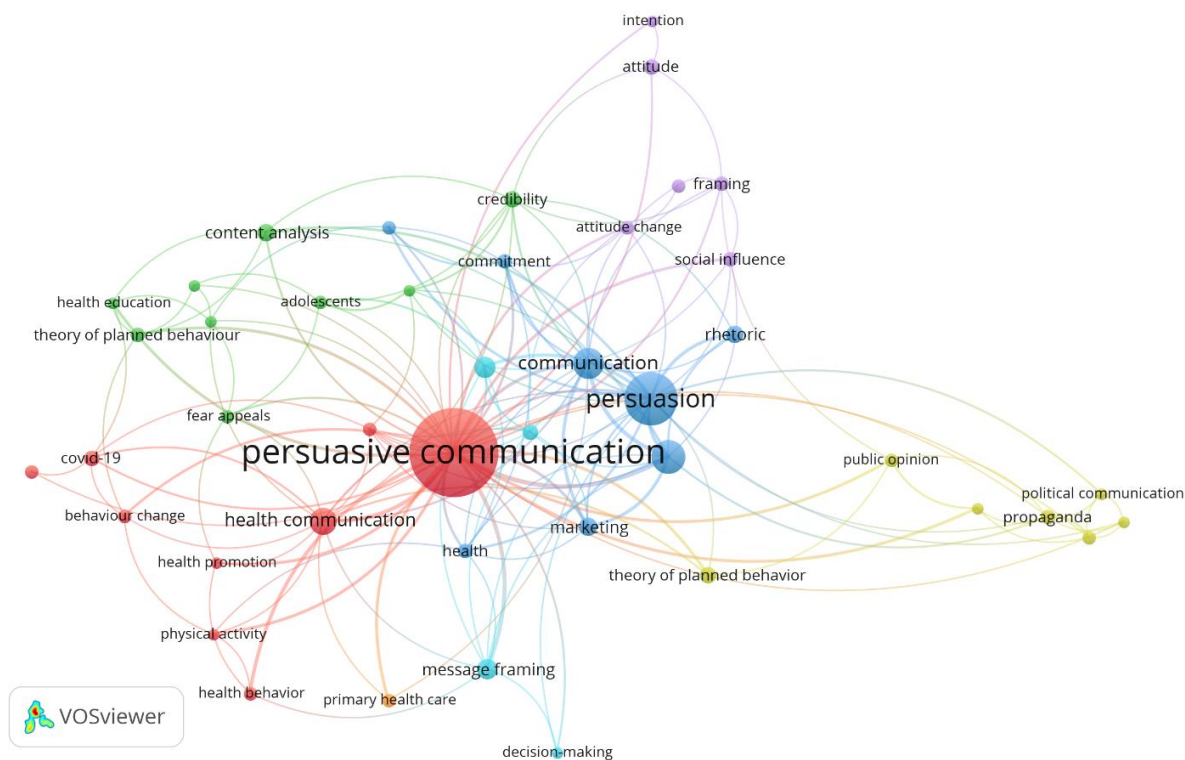 intention
attitude
framing
credibility
attitude change
content analysis
commitment
social influence
health education
adolescents
theory of planned behaviour
rhetoric
communication
persuasion
fear appeals
persuasive communication
covid-19
public opinion
political communication
behaviour change
health communication
propaganda
marketing
health
health promotion
theory of planned behavior
physical activity
message framing
health behavior
primary health care
VOSviewer
decision-making